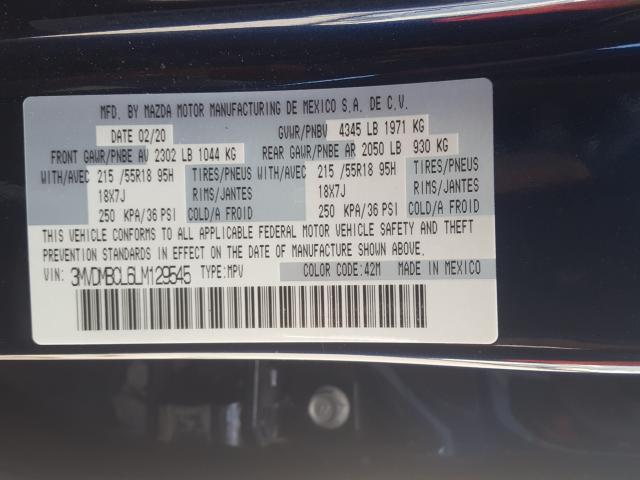 MFD. BY MAZDA MOTOR MANUFACTURING DE MEXICO S.A. DE C.V.
DATE 02/20 GVWR/PNBV 4345 LB 1971 KG
FRONT GAWR/PNBE AV 2302 LB 1044 KG REAR GAWR/PNBE AR 2050 LB 930 KG
WITH/AVEC 215 /55R18 95H TIRES/PNEUS WITH/AVEC 215 /55R18 95H TIRES/PNEUS
18X7J RIMS/JANTES 18X7J RIMS/JANTES
250 KPA/36 PSI COLD/A FROID 250 KPA/36 PSI COLD/A FROID
THIS VEHICLE CONFORMS TO ALL APPLICABLE FEDERAL MOTOR VEHICLE SAFETY AND THEFT
PREVENTION STANDARDS IN EFFECT ON THE DATE OF MANUFACTURE SHOWN ABOVE.
VIN: 3MVDMBCL6LM129545 TYPE:MPV COLOR CODE:42M MADE IN MEXICO